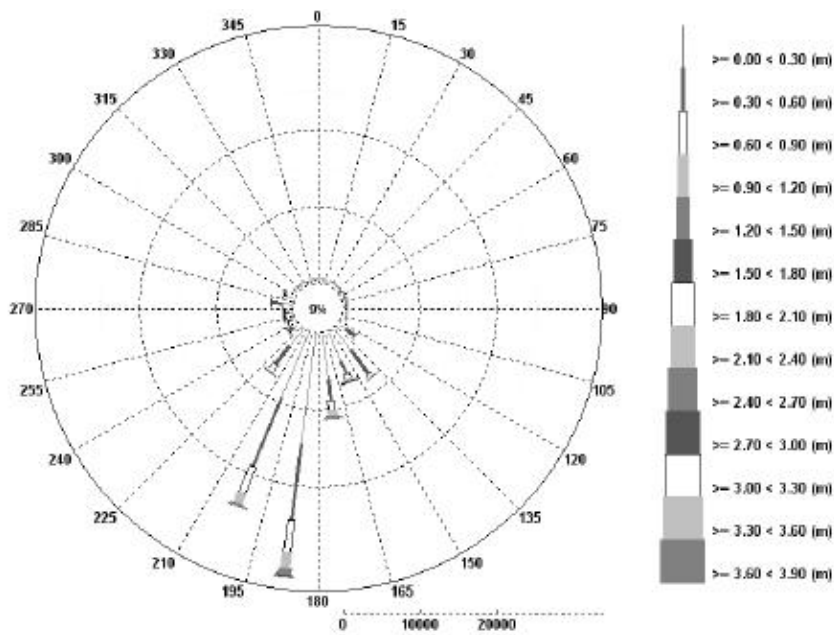 0
345
15
330
30
315
45
300
60
285
75
270
9%
90
255
105
240
120
225
135
210
150
195
165
180
0 10000 20000
>= 0.00 < 0.30 (m)
>= 0.30 < 0.60 (m)
>= 0.60 < 0.90 (m)
>= 0.90 < 1.20 (m)
>= 1.20 < 1.50 (m)
>= 1.50 < 1.80 (m)
>= 1.80 < 2.10 (m)
>= 2.10 < 2.40 (m)
>= 2.40 < 2.70 (m)
>= 2.70 < 3.00 (m)
>= 3.00 < 3.30 (m)
>= 3.30 < 3.60 (m)
>= 3.60 < 3.90 (m)